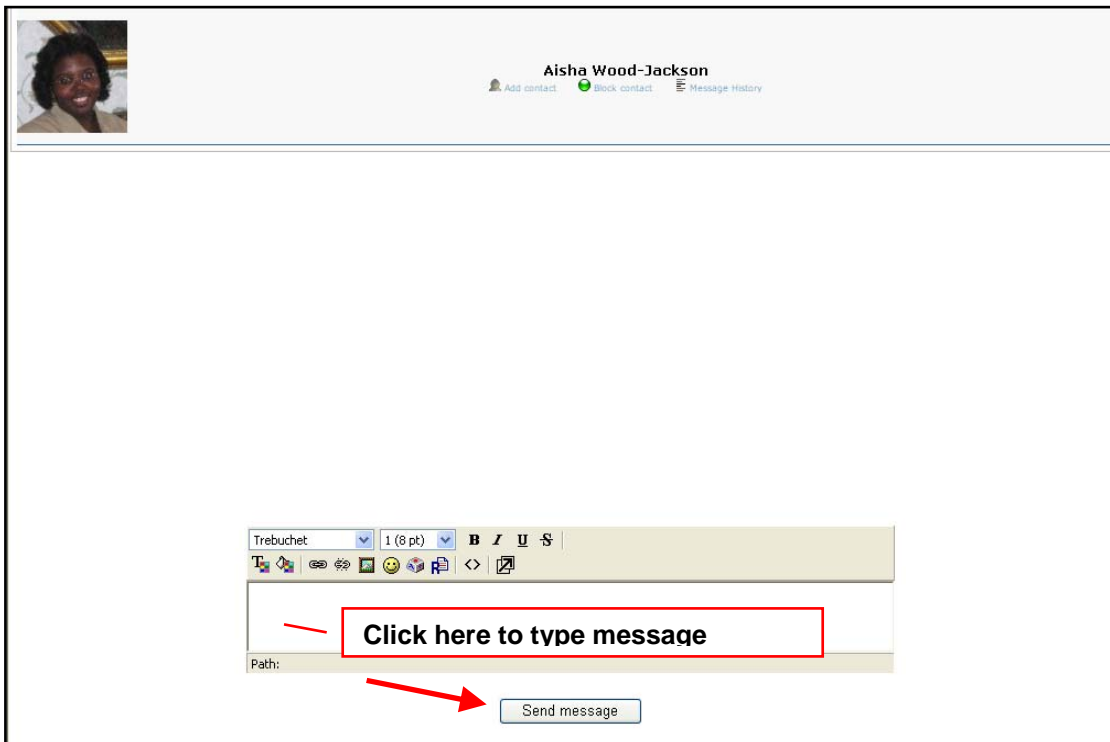 Aisha Wood-Jackson
Add contact Block contact Message History
Trebuchet 1 (8 pt) B I U S
Click here to type message
Path:
Send message